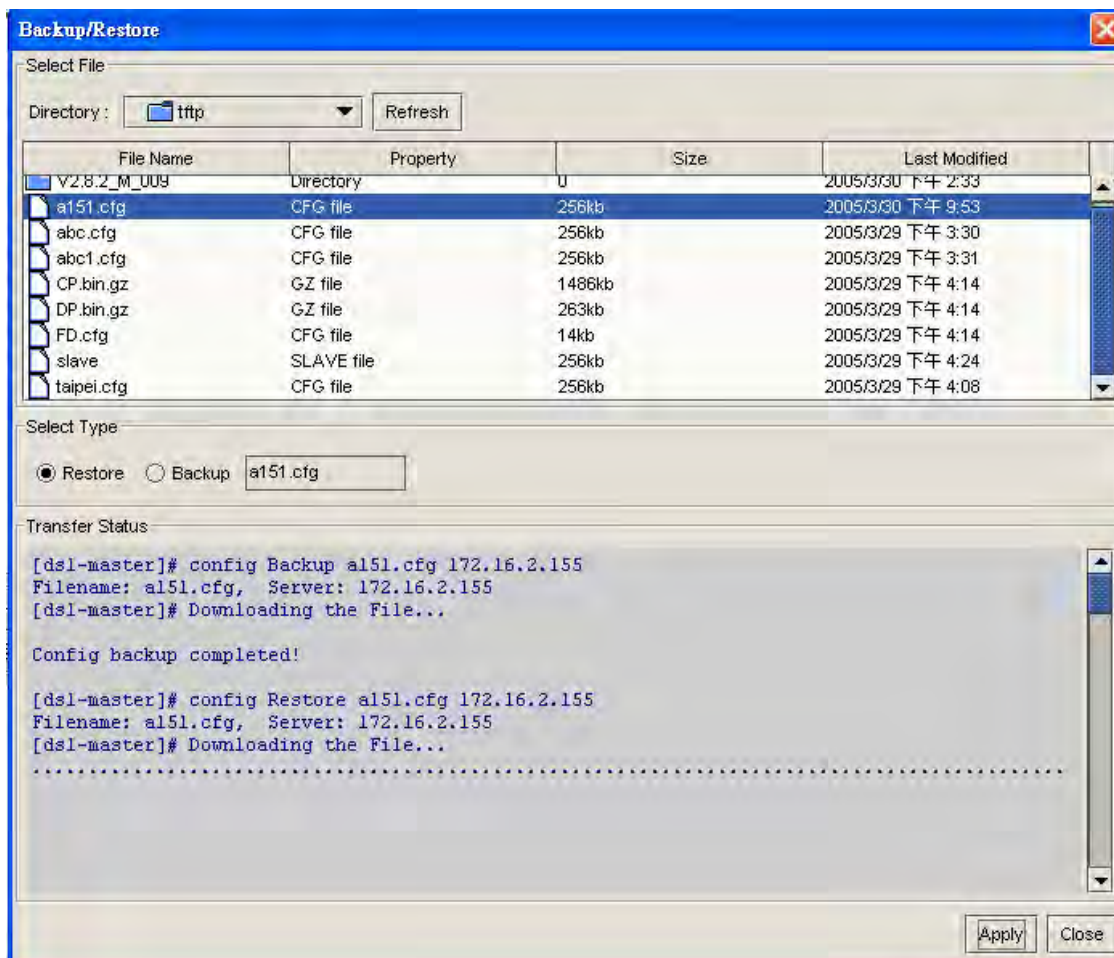 Backup/Restore
Select File
Directory : tftp Refresh
File Name Property Size Last Modified
V2.8.2_M_009 Directory 0 2005/3/30 下午 2:33
a151.cfg CFG file 256kb 2005/3/30 下午 9:53
abc.cfg CFG file 256kb 2005/3/29 下午 3:30
abc1.cfg CFG file 256kb 2005/3/29 下午 3:31
CP.bin.gz GZ file 1486kb 2005/3/29 下午 4:14
DP.bin.gz GZ file 263kb 2005/3/29 下午 4:14
FD.cfg CFG file 14kb 2005/3/29 下午 4:14
slave SLAVE file 256kb 2005/3/29 下午 4:24
taipei.cfg CFG file 256kb 2005/3/29 下午 4:08
Select Type
Restore Backup a151.cfg
Transfer Status
[dsl-master]# config Backup a151.cfg 172.16.2.155
Filename: a151.cfg, Server: 172.16.2.155
[dsl-master]# Downloading the File...
Config backup completed!
[dsl-master]# config Restore a151.cfg 172.16.2.155
Filename: a151.cfg, Server: 172.16.2.155
[dsl-master]# Downloading the File...
..........................................................................................
Apply Close